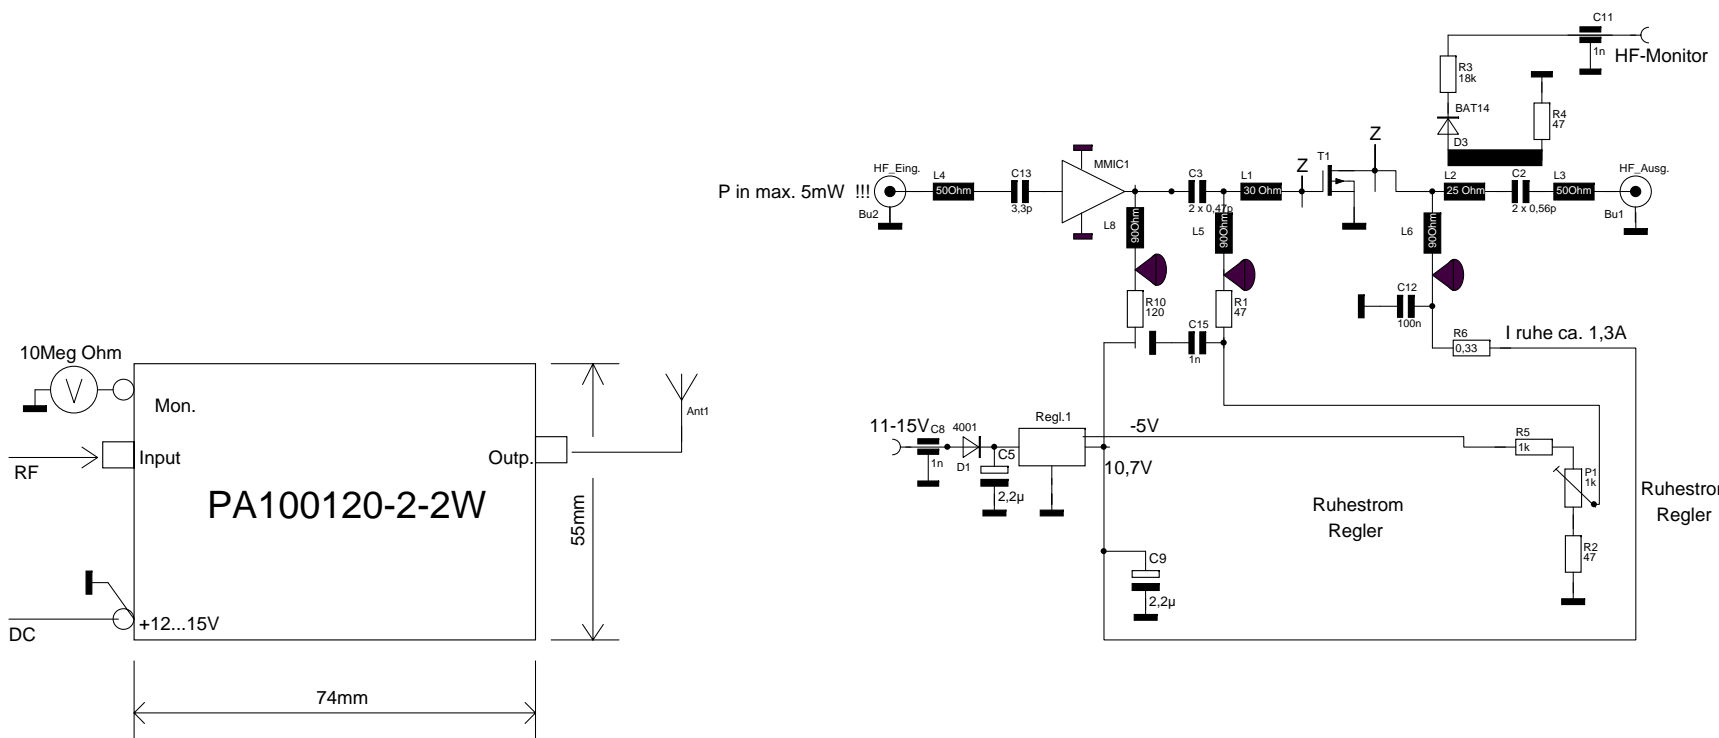 10Meg Ohm
V
Mon.
Input
RF
Outp.
Ant1
PA100120-2-2W
55mm
DC
+12...15V
74mm
C11
1n
HF-Monitor
R3
18k
BAT14
D3
R4
47
P in max. 5mW !!!
HF_Eing.
Bu2
L4
50Ohm
C13
3,3p
MMIC1
C3
2 x 0,47p
L1
30 Ohm
Z
T1
Z
L2
25 Ohm
C2
2 x 0,56p
L3
50Ohm
HF_Ausg.
Bu1
L8
90Ohm
L5
90Ohm
L6
90Ohm
R10
120
R1
47
C15
1n
C12
100n
R6
0,33
I ruhe ca. 1,3A
11-15V
C8
1n
4001
D1
C5
2,2µ
Regl.1
-5V
10,7V
R5
1k
P1
1k
R2
47
Ruhestrom
Regler
Ruhestro
Regler
C9
2,2µ